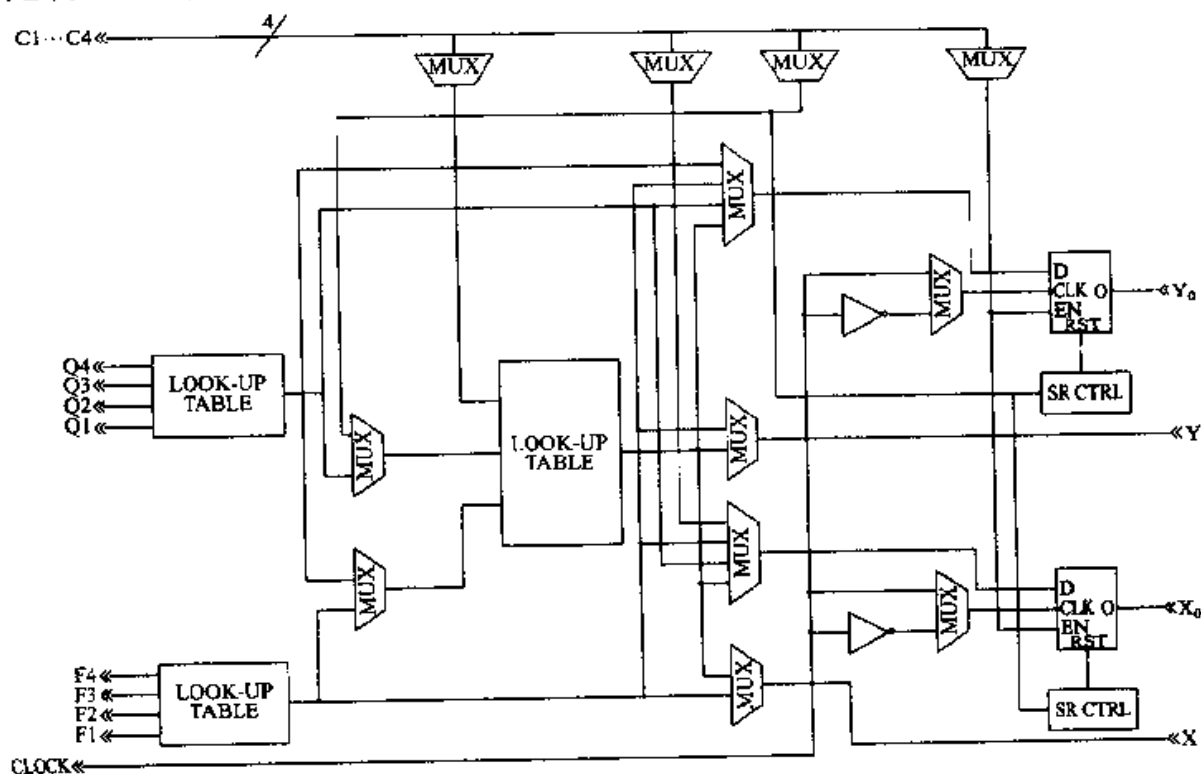 4
C1…C4
MUX
MUX
MUX
MUX
MUX
D
CLK O
EN
RST
Y₀
MUX
SR CTRL
Q4
Q3
Q2
Q1
LOOK-UP
TABLE
MUX
LOOK-UP
TABLE
MUX
Y
MUX
MUX
MUX
D
CLK O
EN
RST
X₀
F4
F3
F2
F1
LOOK-UP
TABLE
MUX
SR CTRL
X
CLOCK